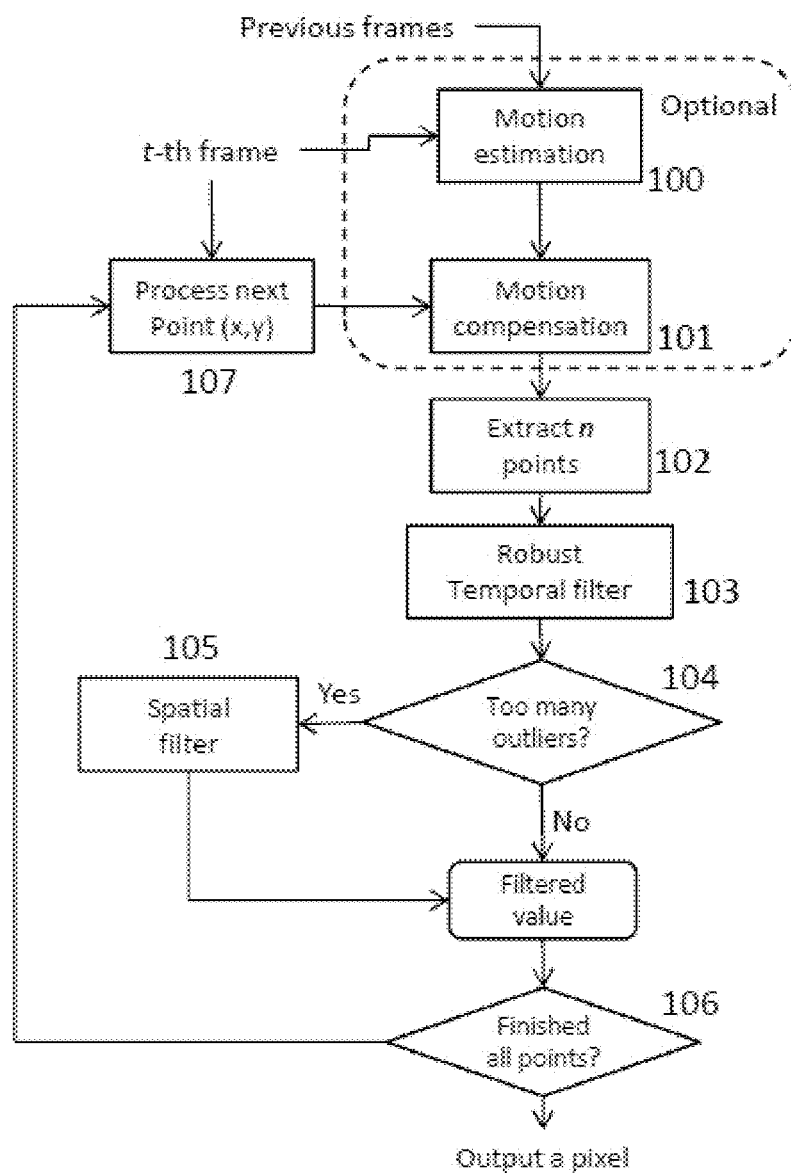 Previous frames
Optional
Motion
estimation
100
t-th frame
Process next
Point (x,y)
107
Motion
compensation
101
Extract n
points
102
Robust
Temporal filter
103
104
Too many
outliers?
Yes
105
Spatial
filter
No
Filtered
value
106
Finished
all points?
Output a pixel